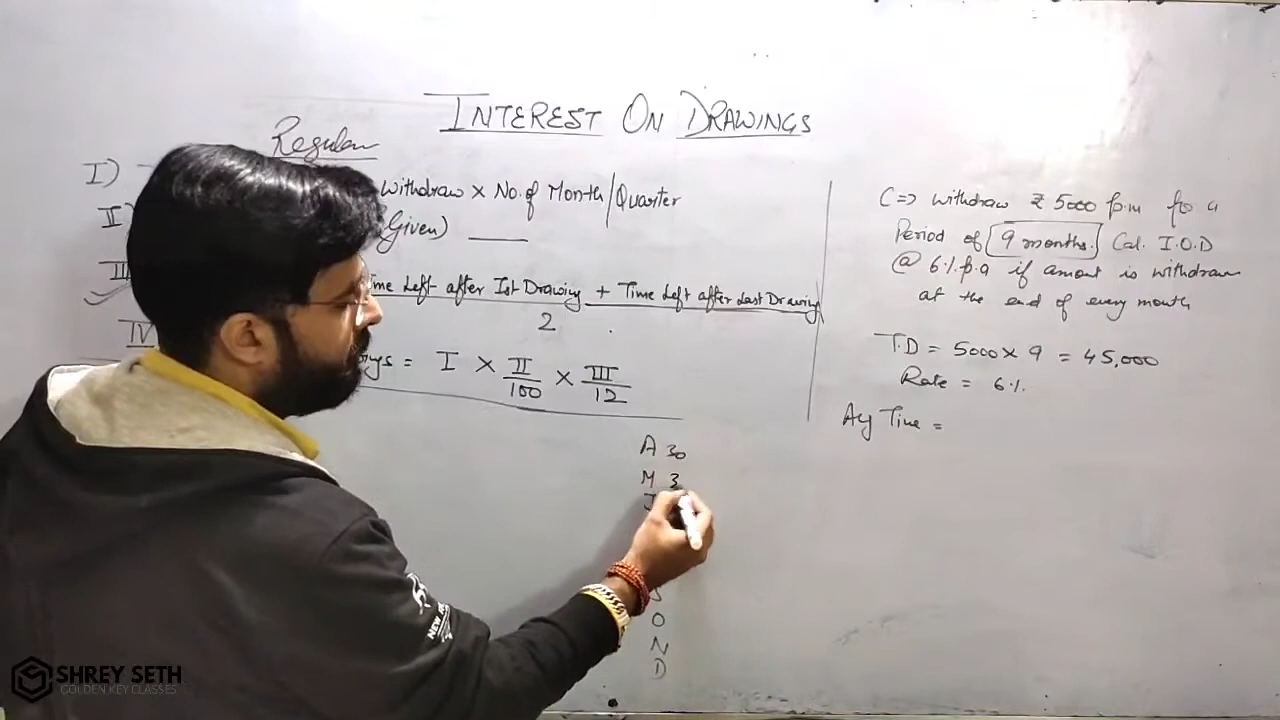 INTEREST ON DRAWINGS
Regular
I)
withdraw × No. of Month/Quarter
II)
Given)
III
Time Left after Ist Drawing + Time Left after Last Drawing
2
IV
= I × II/100 × III/12
C => withdraw ₹ 5000 p.m for a
Period of 9 months. Cal. I.O.D
@ 6%.p.a if amount is withdraw
at the end of every month
T.D = 5000 × 9 = 45,000
Rate = 6%.
Avg Time =
A 30
M 3
J
O
N
D
SHREY SETH
GOLDEN KEY CLASSES